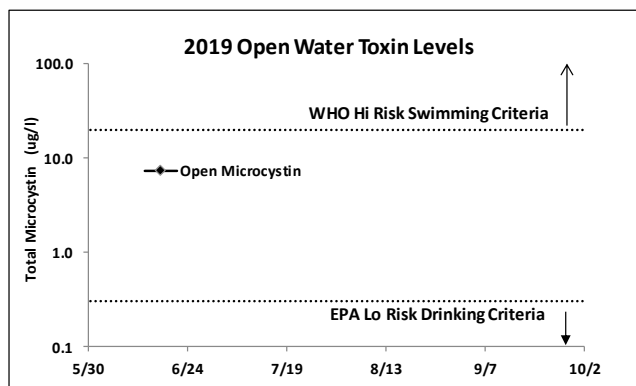 2019 Open Water Toxin Levels
100.0
WHO Hi Risk Swimming Criteria
10.0
Open Microcystin
Total Microcystin (ug/l)
1.0
EPA Lo Risk Drinking Criteria
0.1
5/30 6/24 7/19 8/13 9/7 10/2